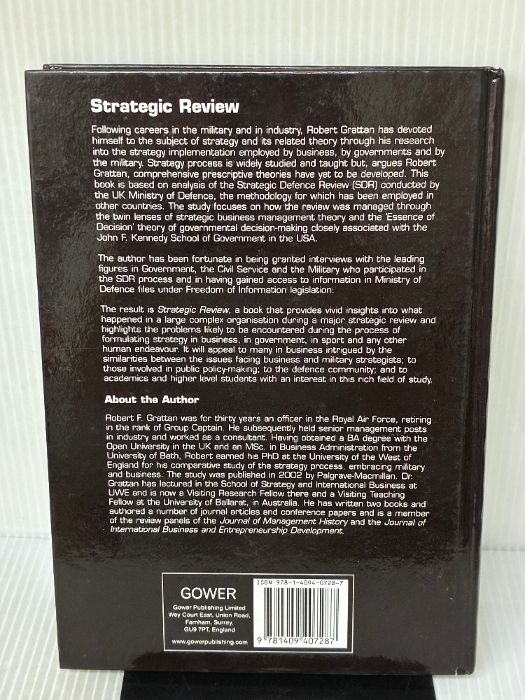 Strategic Review
Following careers in the military and in industry, Robert Grattan has devoted
himself to the subject of strategy and its related theory through his research
into the strategy implementation employed by business, by governments and by
the military. Strategy process is widely studied and taught but, argues Robert
Grattan, comprehensive prescriptive theories have yet to be developed. This
book is based on analysis of the Strategic Defence Review (SDR) conducted by
the UK Ministry of Defence, the methodology for which has been employed in
other countries. The study focuses on how the review was managed through
the twin lenses of strategic business management theory and the 'Essence of
Decision' theory of governmental decision-making closely associated with the
John F. Kennedy School of Government in the USA.
The author has been fortunate in being granted interviews with the leading
figures in Government, the Civil Service and the Military who participated in
the SDR process and in having gained access to information in Ministry of
Defence files under Freedom of Information legislation.
The result is Strategic Review, a book that provides vivid insights into what
happened in a large complex organisation during a major strategic review and
highlights the problems likely to be encountered during the process of
formulating strategy in business, in government, in sport and any other
human endeavour. It will appeal to many in business intrigued by the
similarities between the issues facing business and military strategists; to
those involved in public policy-making; to the defence community; and to
academics and higher level students with an interest in this rich field of study.
About the Author
Robert F. Grattan was for thirty years an officer in the Royal Air Force, retiring
in the rank of Group Captain. He subsequently held senior management posts
in industry and worked as a consultant. Having obtained a BA degree with the
Open University in the UK and an MSc. in Business Administration from the
University of Bath, Robert earned his PhD at the University of the West of
England for his comparative study of the strategy process, embracing military
and business. The study was published in 2002 by Palgrave-Macmillan. Dr.
Grattan has lectured in the School of Strategy and International Business at
UWE and is now a Visiting Research Fellow there and a Visiting Teaching
Fellow at the University of Ballarat, in Australia. He has written two books and
authored a number of journal articles and conference papers and is a member
of the review panels of the Journal of Management History and the Journal of
International Business and Entrepreneurship Development.
GOWER
Gower Publishing Limited
Wey Court East, Union Road,
Farnham, Surrey,
GU9 7PT, England
www.gowerpublishing.com
ISBN 978-1-4094-0728-7
9 781409 407287